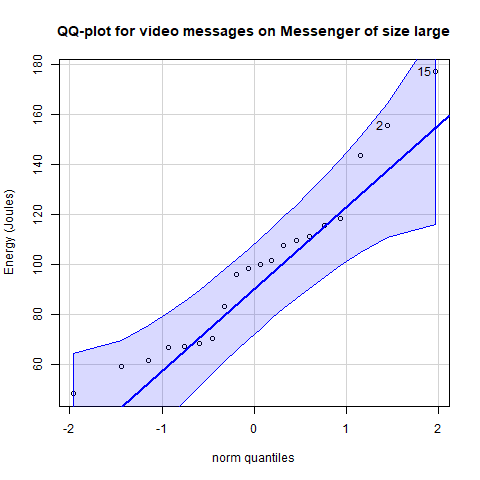 QQ-plot for video messages on Messenger of size large
180
160
140
120
100
80
60
Energy (Joules)
15
2
-2 -1 0 1 2
norm quantiles